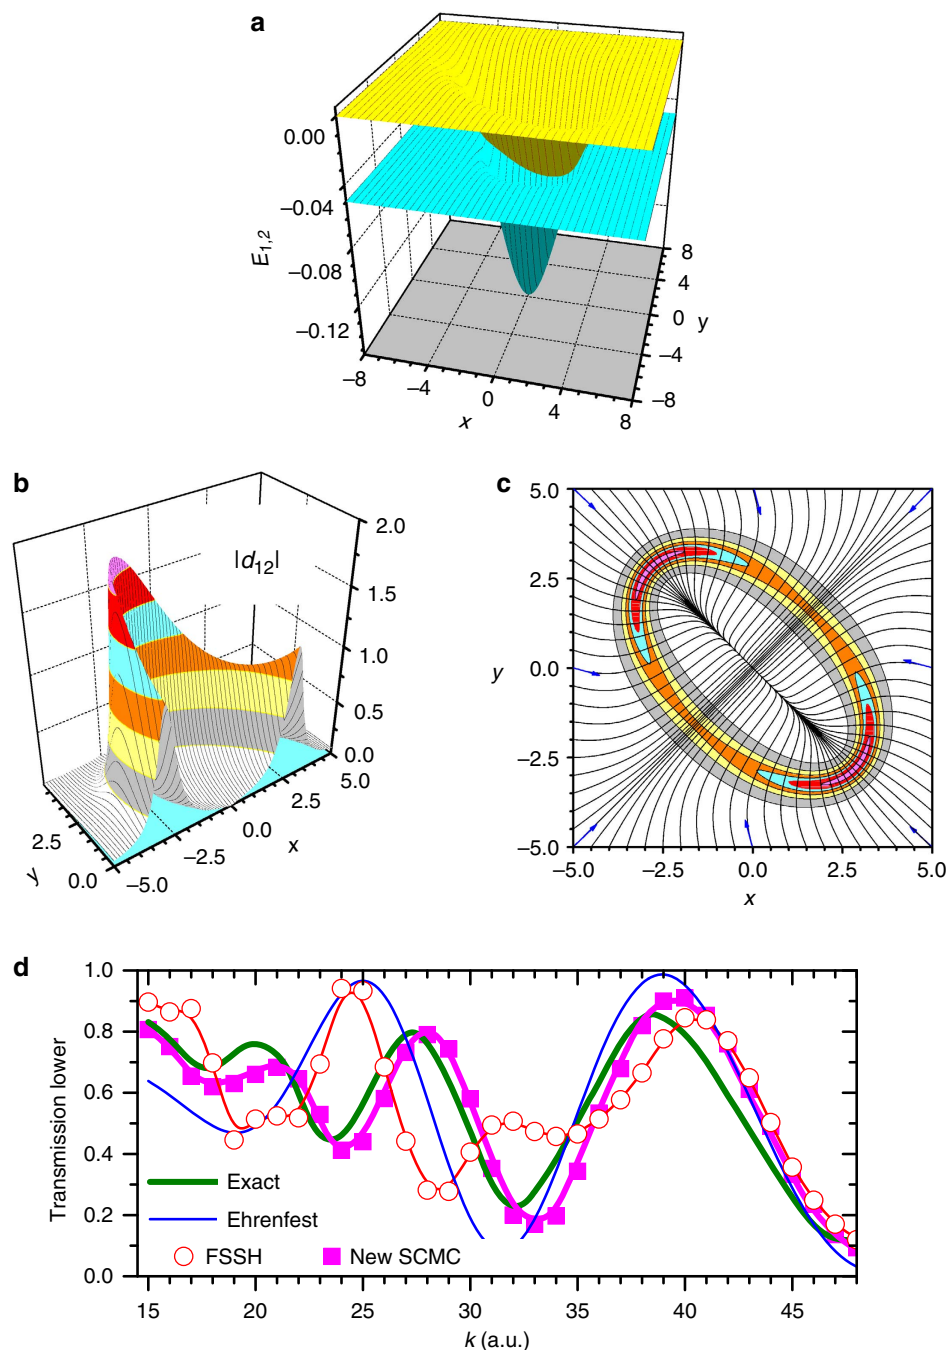 a
0.00
−0.04
−0.08
−0.12
E1,2
−8
−4
0
4
8
x
8
4
0
−4
−8
y
b
|d12|
2.0
1.5
1.0
0.5
0.0
5.0
2.5
0.0
−2.5
−5.0
x
2.5
0.0
y
c
5.0
2.5
0.0
−2.5
−5.0
y
−5.0
−2.5
0.0
2.5
5.0
x
d
1.0
0.8
0.6
0.4
0.2
0.0
Transmission lower
Exact
Ehrenfest
FSSH
New SCMC
15
20
25
30
35
40
45
k (a.u.)